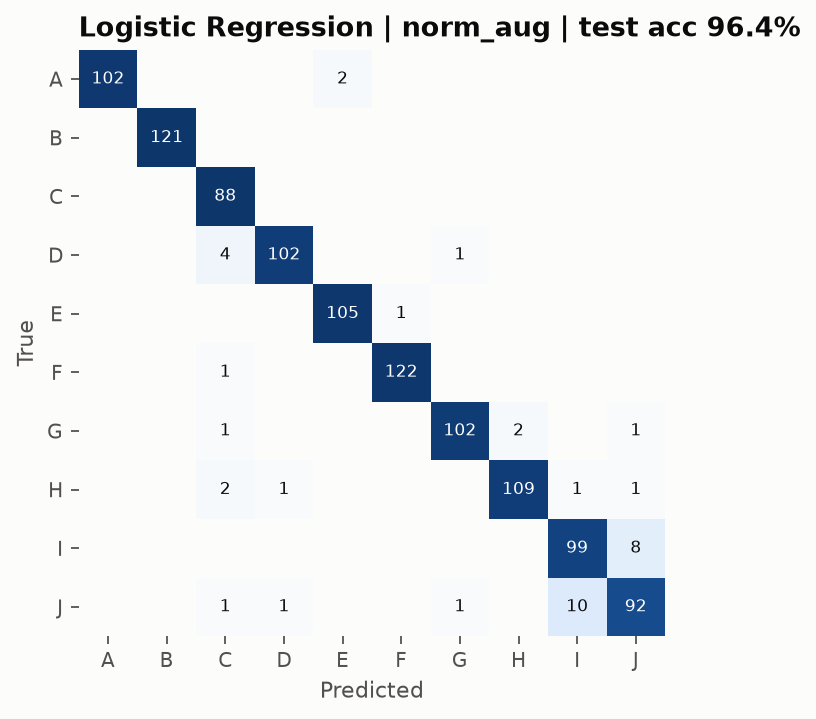 Logistic Regression | norm_aug | test acc 96.4%
A 102 2
B 121
C 88
D 4 102 1
E 105 1
F 1 122
G 1 102 2 1
H 2 1 109 1 1
I 99 8
J 1 1 1 10 92
True
A B C D E F G H I J
Predicted